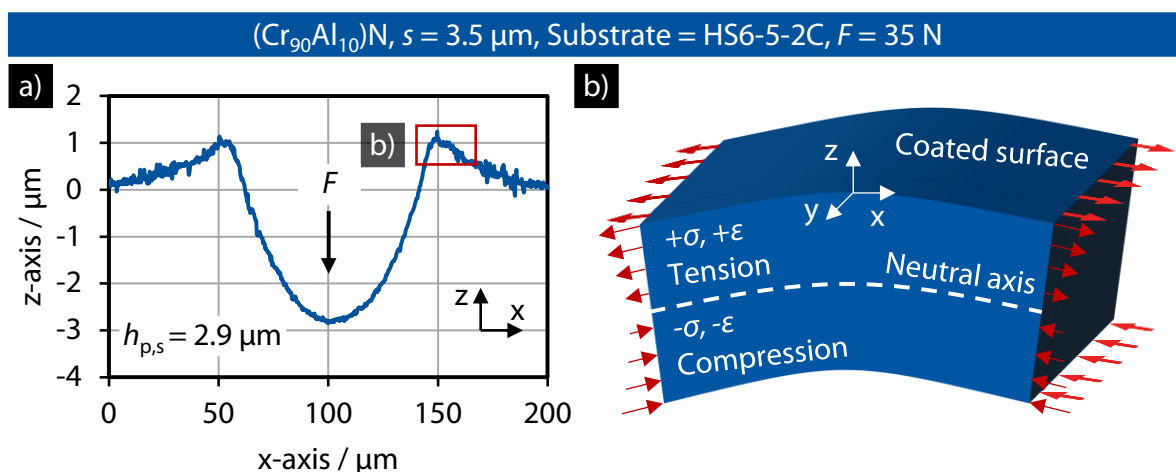 (Cr90Al10)N, s = 3.5 µm, Substrate = HS6-5-2C, F = 35 N
a)
2
1
0
-1
-2
-3
-4
z-axis / µm
b)
F
z
x
hp,s = 2.9 µm
0
50
100
150
200
x-axis / µm
b)
Coated surface
z
y
x
+σ, +ε
Tension
Neutral axis
-σ, -ε
Compression